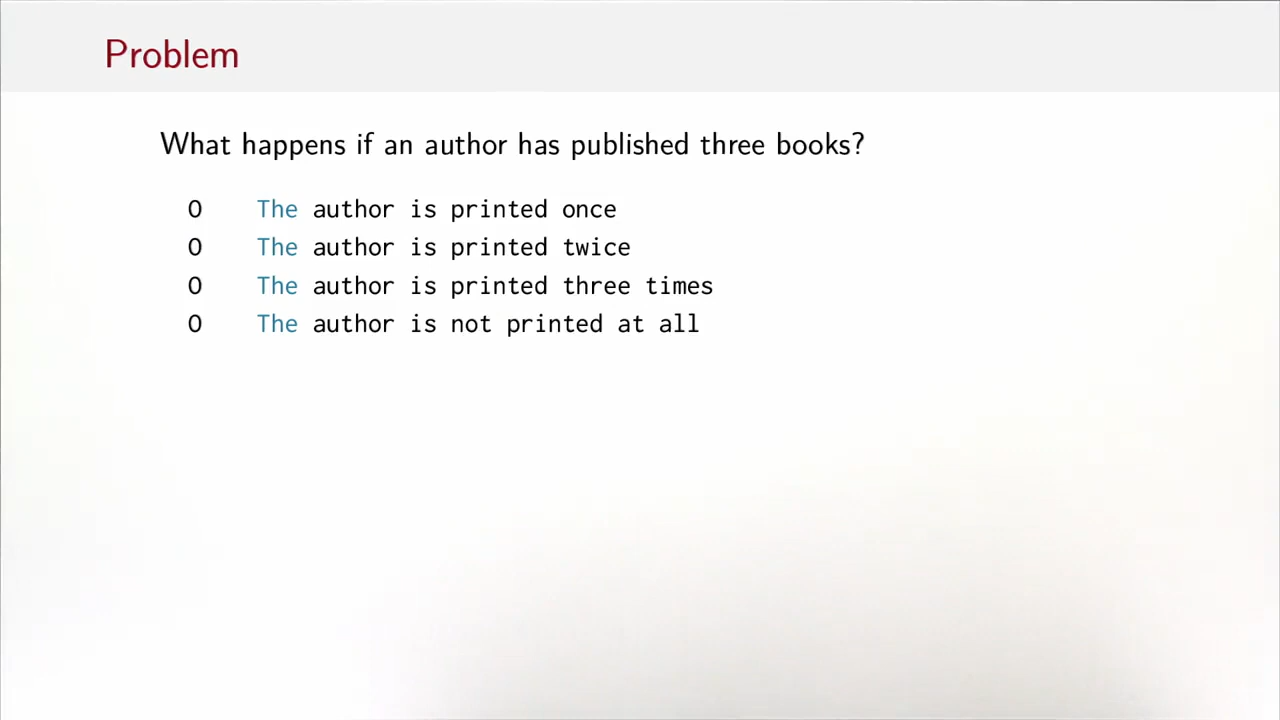 Problem
What happens if an author has published three books?
O The author is printed once
O The author is printed twice
O The author is printed three times
O The author is not printed at all